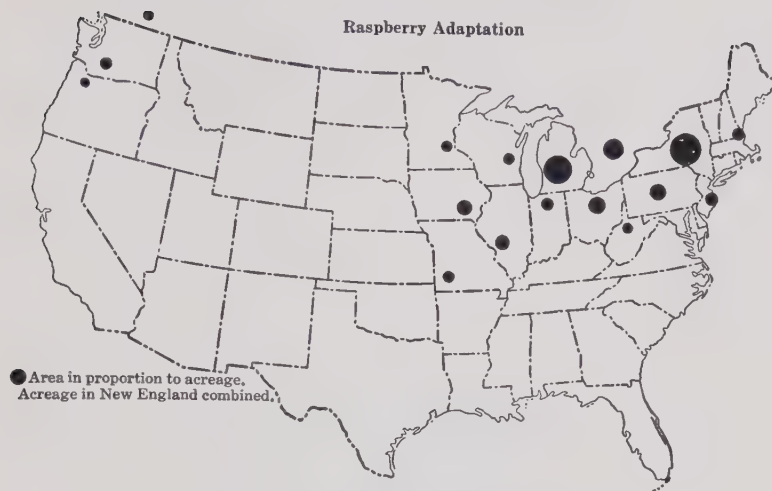 Raspberry Adaptation
Area in proportion to acreage.
Acreage in New England combined.